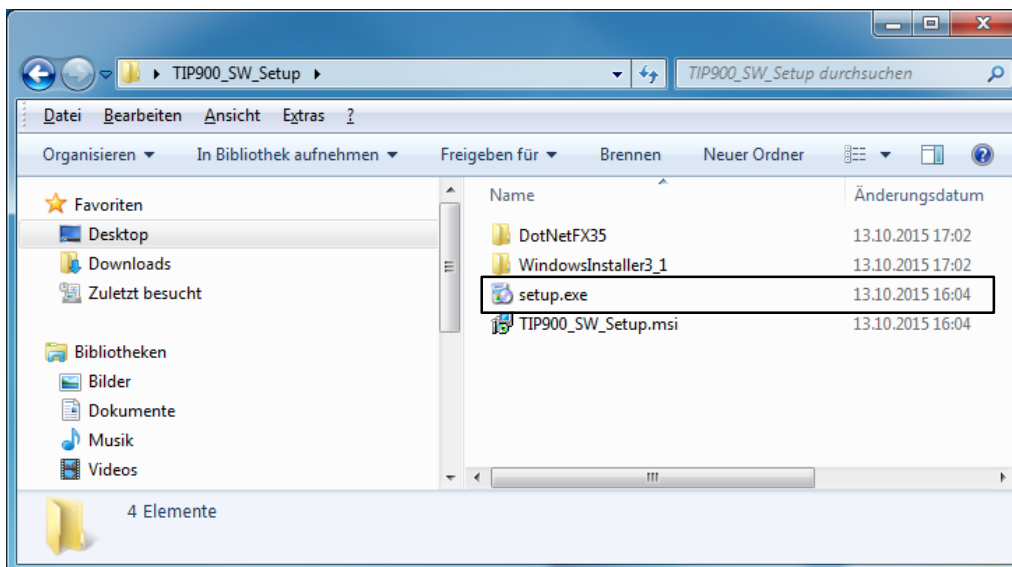 TIP900_SW_Setup
TIP900_SW_Setup durchsuchen
Datei Bearbeiten Ansicht Extras ?
Organisieren In Bibliothek aufnehmen Freigeben für Brennen Neuer Ordner
Favoriten
Desktop
Downloads
Zuletzt besucht
Bibliotheken
Bilder
Dokumente
Musik
Videos
Name Änderungsdatum
DotNetFX35 13.10.2015 17:02
WindowsInstaller3_1 13.10.2015 17:02
setup.exe 13.10.2015 16:04
TIP900_SW_Setup.msi 13.10.2015 16:04
4 Elemente